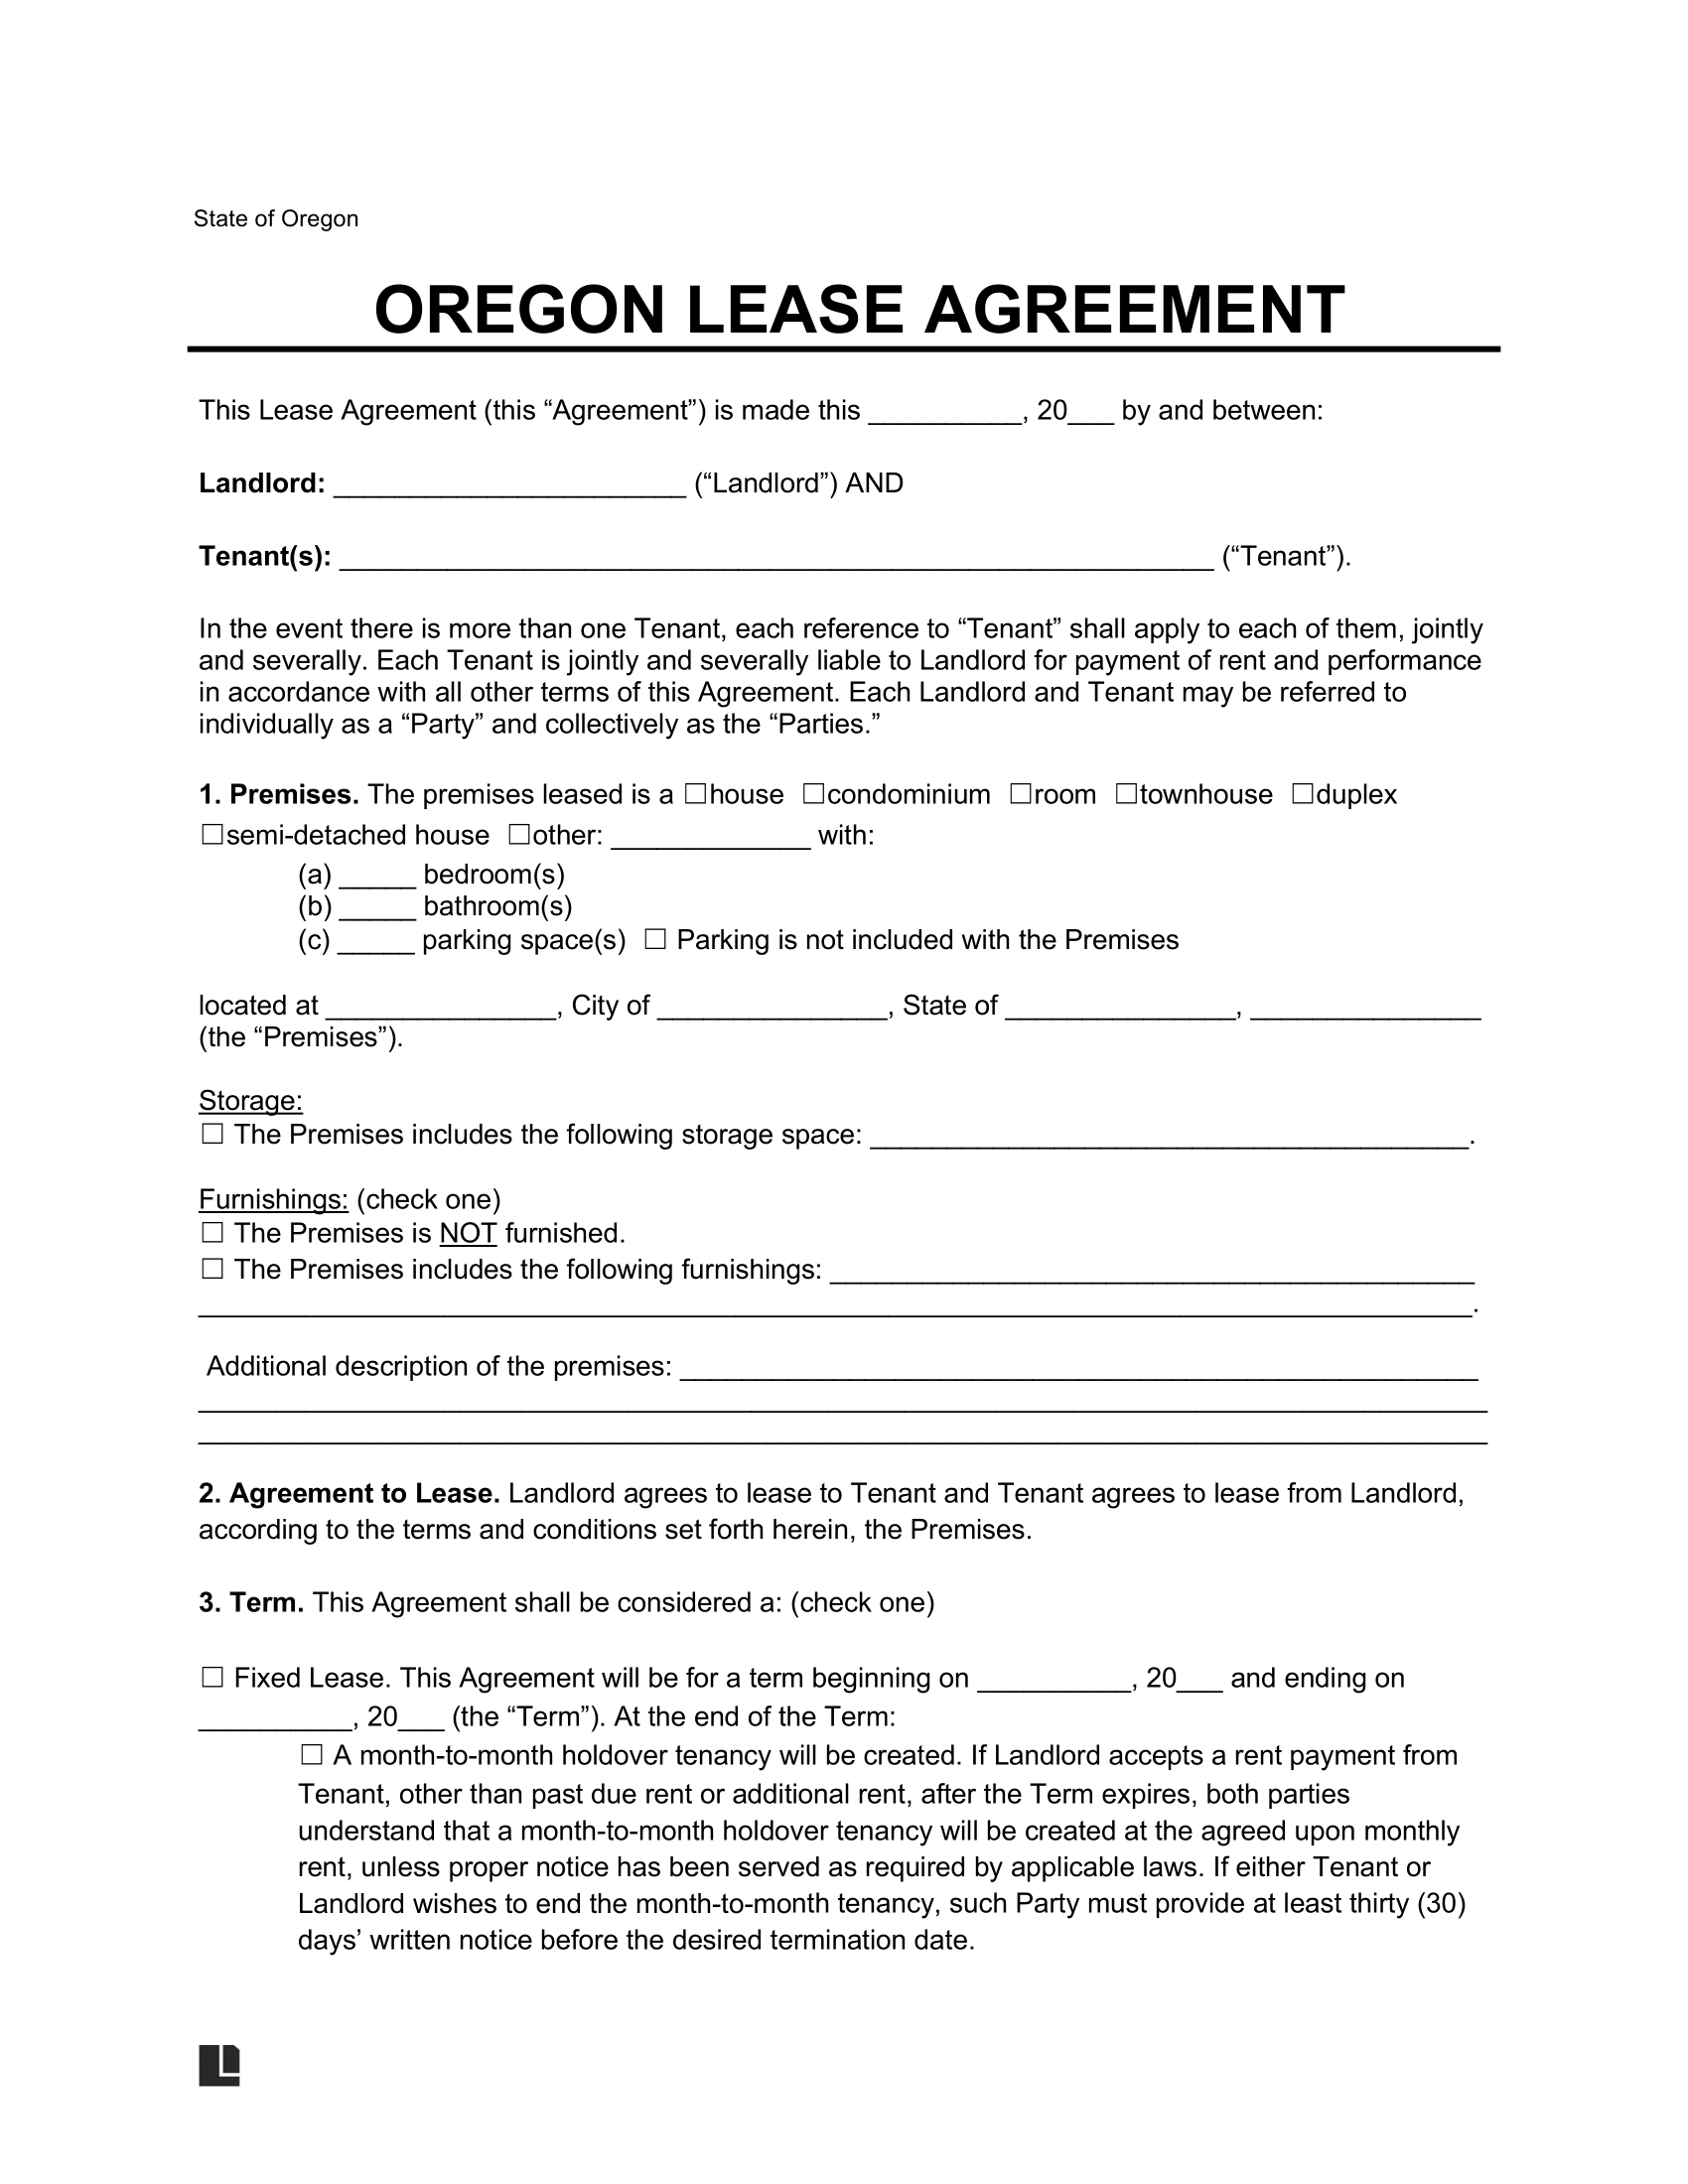 State of Oregon
OREGON LEASE AGREEMENT
This Lease Agreement (this “Agreement”) is made this __________, 20___ by and between:
Landlord: _______________________ (“Landlord”) AND
Tenant(s): _________________________________________________________ (“Tenant”).
In the event there is more than one Tenant, each reference to “Tenant” shall apply to each of them, jointly
and severally. Each Tenant is jointly and severally liable to Landlord for payment of rent and performance
in accordance with all other terms of this Agreement. Each Landlord and Tenant may be referred to
individually as a “Party” and collectively as the “Parties.”
1. Premises. The premises leased is a ☐house ☐condominium ☐room ☐townhouse ☐duplex
☐semi-detached house ☐other: _____________ with:
(a) _____ bedroom(s)
(b) _____ bathroom(s)
(c) _____ parking space(s) ☐ Parking is not included with the Premises
located at _______________, City of _______________, State of _______________, _______________
(the “Premises”).
Storage:
☐ The Premises includes the following storage space: _______________________________________.
Furnishings: (check one)
☐ The Premises is NOT furnished.
☐ The Premises includes the following furnishings: __________________________________________
___________________________________________________________________________________.
Additional description of the premises: ____________________________________________________
____________________________________________________________________________________
____________________________________________________________________________________
2. Agreement to Lease. Landlord agrees to lease to Tenant and Tenant agrees to lease from Landlord,
according to the terms and conditions set forth herein, the Premises.
3. Term. This Agreement shall be considered a: (check one)
☐ Fixed Lease. This Agreement will be for a term beginning on __________, 20___ and ending on
__________, 20___ (the “Term”). At the end of the Term:
☐ A month-to-month holdover tenancy will be created. If Landlord accepts a rent payment from
Tenant, other than past due rent or additional rent, after the Term expires, both parties
understand that a month-to-month holdover tenancy will be created at the agreed upon monthly
rent, unless proper notice has been served as required by applicable laws. If either Tenant or
Landlord wishes to end the month-to-month tenancy, such Party must provide at least thirty (30)
days’ written notice before the desired termination date.